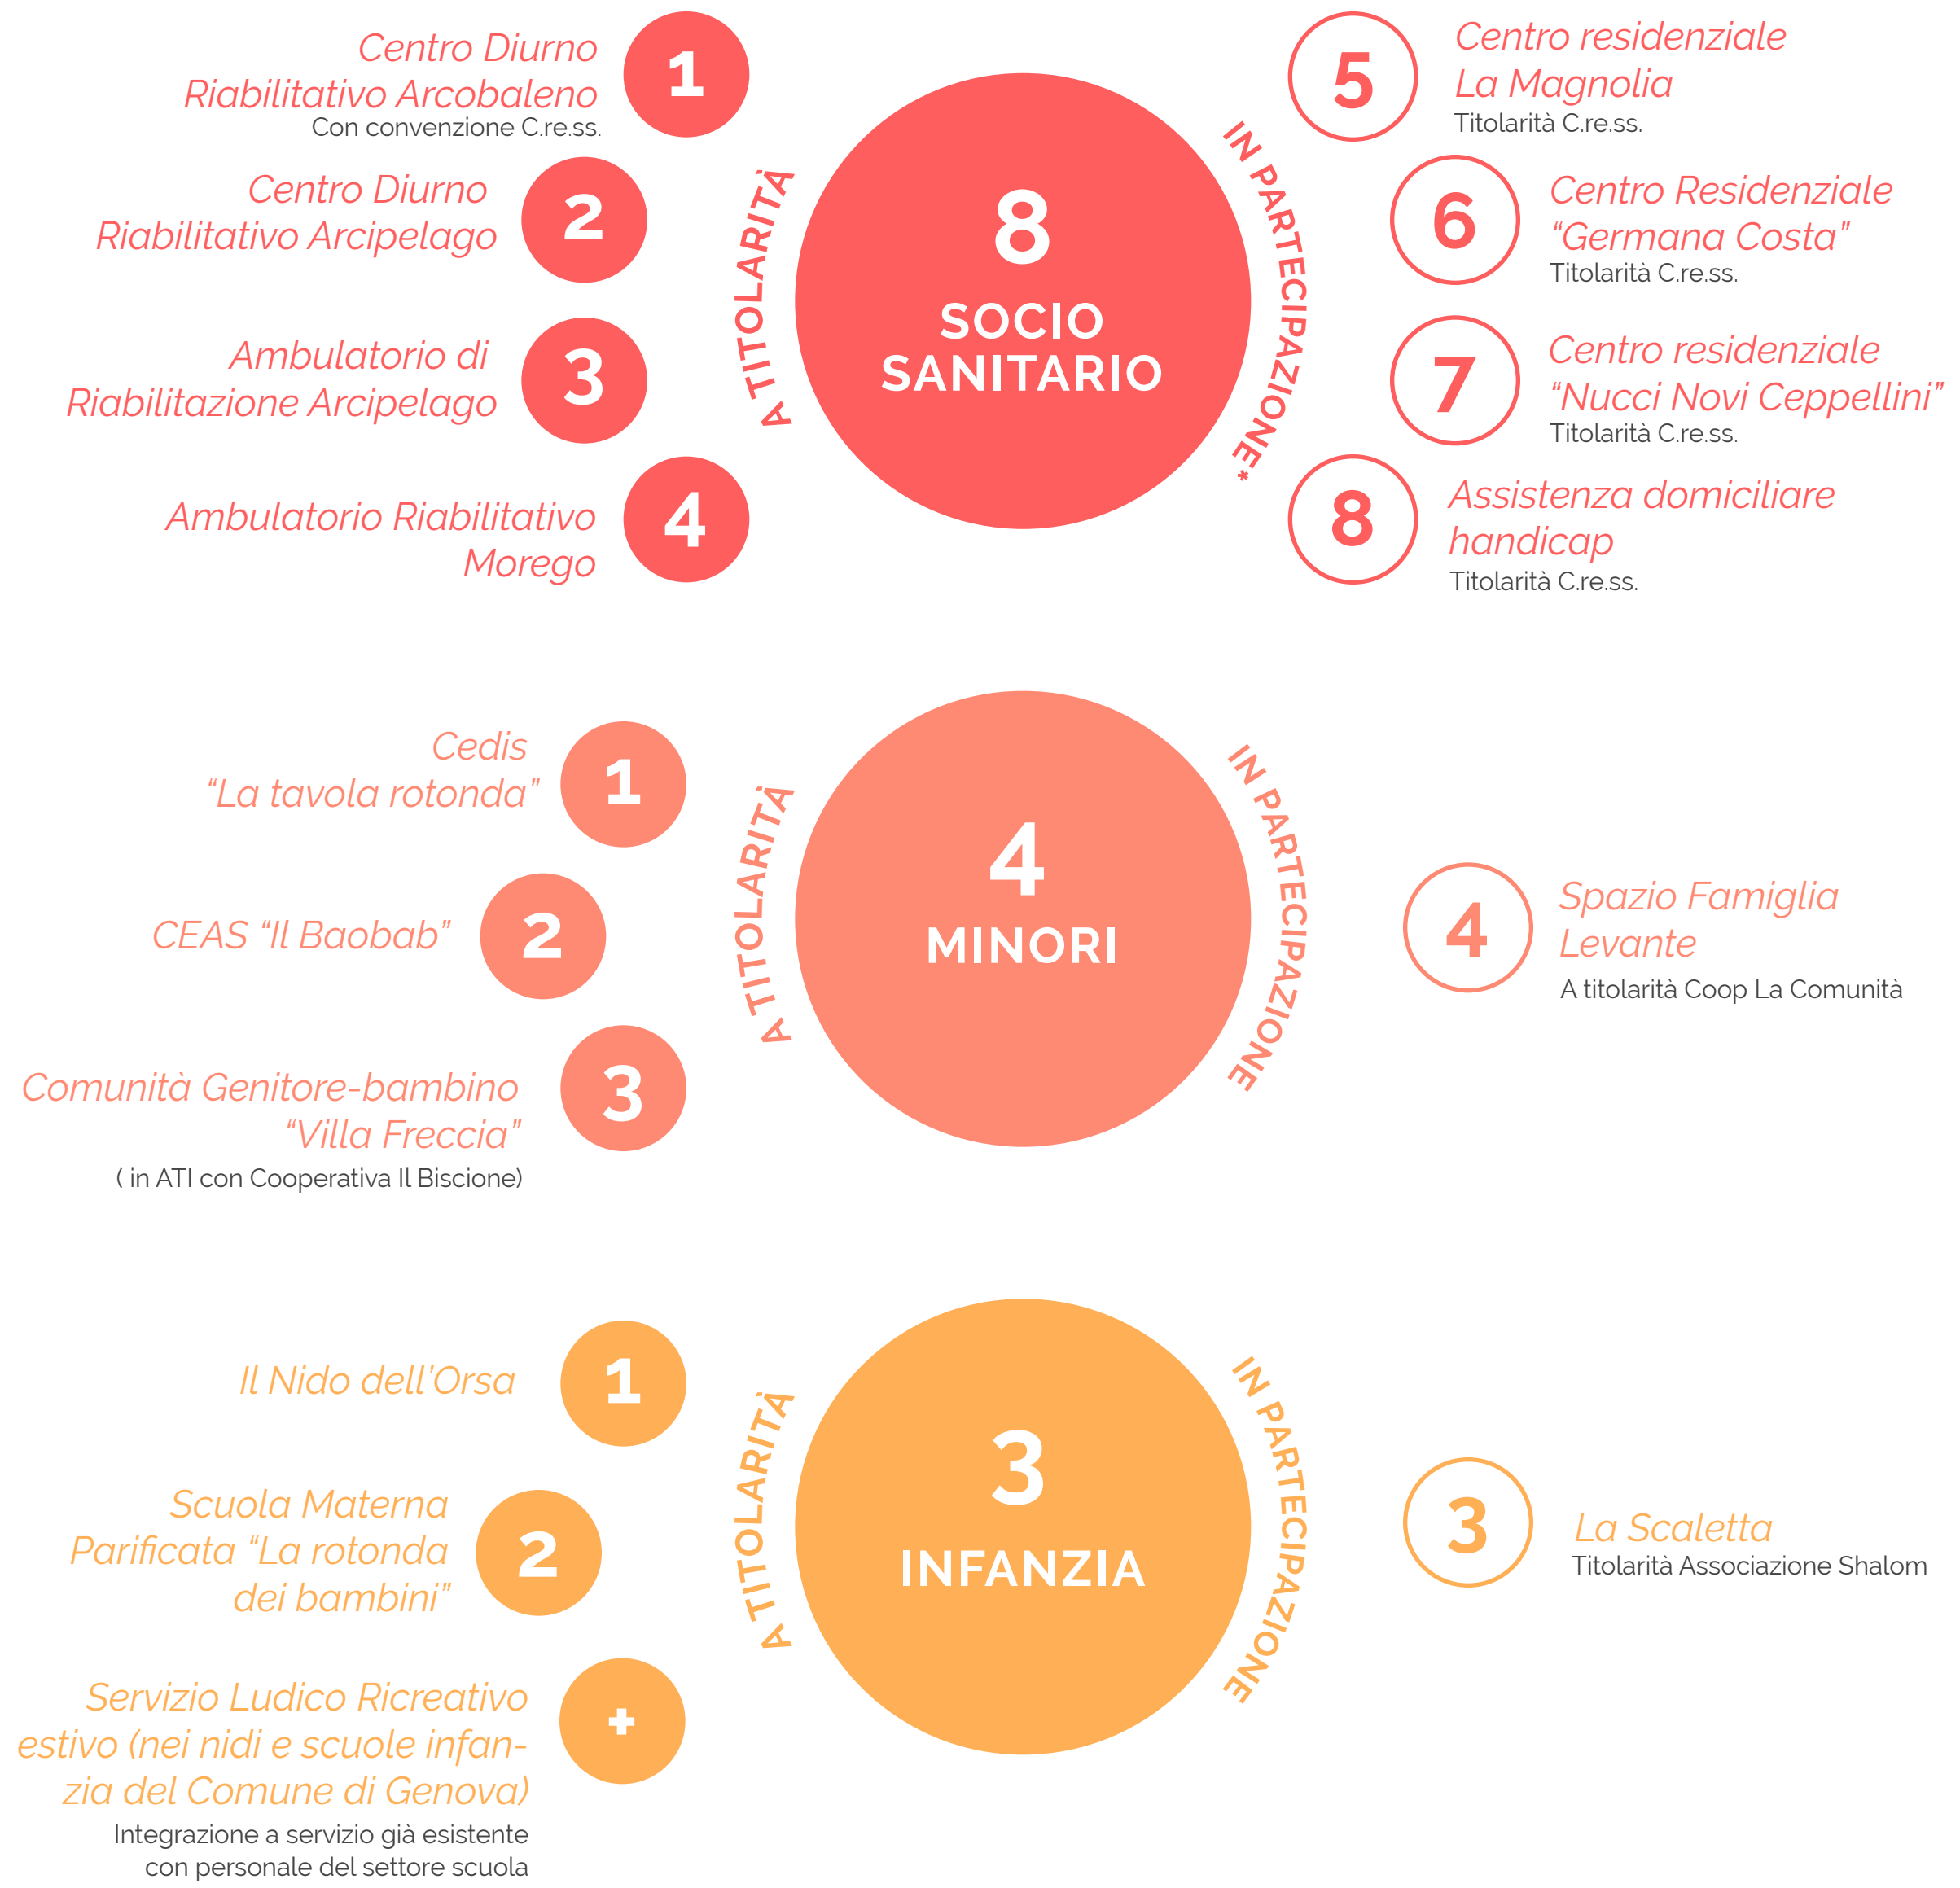 Centro Diurno
Riabilitativo Arcobaleno
Con convenzione C.re.ss.
1
Centro Diurno
Riabilitativo Arcipelago
2
Ambulatorio di
Riabilitazione Arcipelago
3
Ambulatorio Riabilitativo
Morego
4
A TITOLARITÀ
8
SOCIO
SANITARIO
IN PARTECIPAZIONE*
5
Centro residenziale
La Magnolia
Titolarità C.re.ss.
6
Centro Residenziale
“Germana Costa”
Titolarità C.re.ss.
7
Centro residenziale
“Nucci Novi Ceppellini”
Titolarità C.re.ss.
8
Assistenza domiciliare
handicap
Titolarità C.re.ss.
Cedis
“La tavola rotonda”
1
CEAS “Il Baobab”
2
Comunità Genitore-bambino
“Villa Freccia”
( in ATI con Cooperativa Il Biscione)
3
A TITOLARITÀ
4
MINORI
IN PARTECIPAZIONE
4
Spazio Famiglia
Levante
A titolarità Coop La Comunità
Il Nido dell’Orsa
1
Scuola Materna
Parificata “La rotonda
dei bambini”
2
Servizio Ludico Ricreativo
estivo (nei nidi e scuole infan-
zia del Comune di Genova)
Integrazione a servizio già esistente
con personale del settore scuola
+
A TITOLARITÀ
3
INFANZIA
IN PARTECIPAZIONE
3
La Scaletta
Titolarità Associazione Shalom